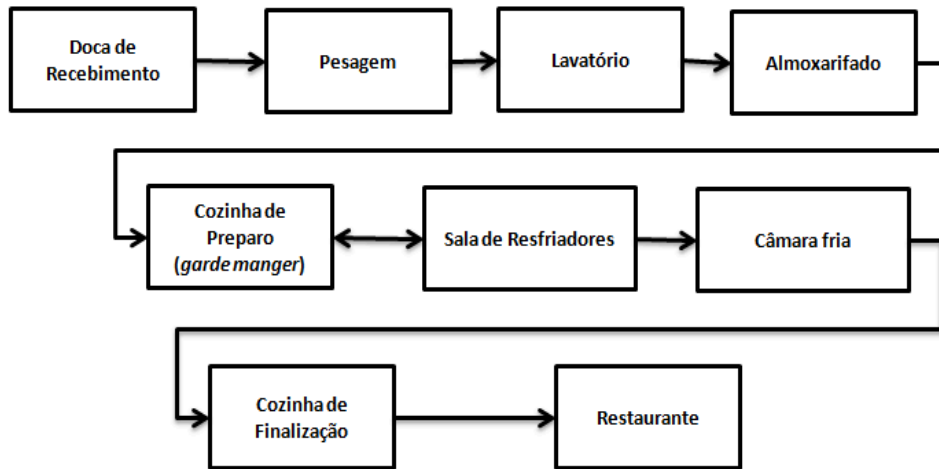 Doca de
Recebimento
Pesagem
Lavatório
Almoxarifado
Cozinha de
Preparo
(garde manger)
Sala de Resfriadores
Câmara fria
Cozinha de
Finalização
Restaurante